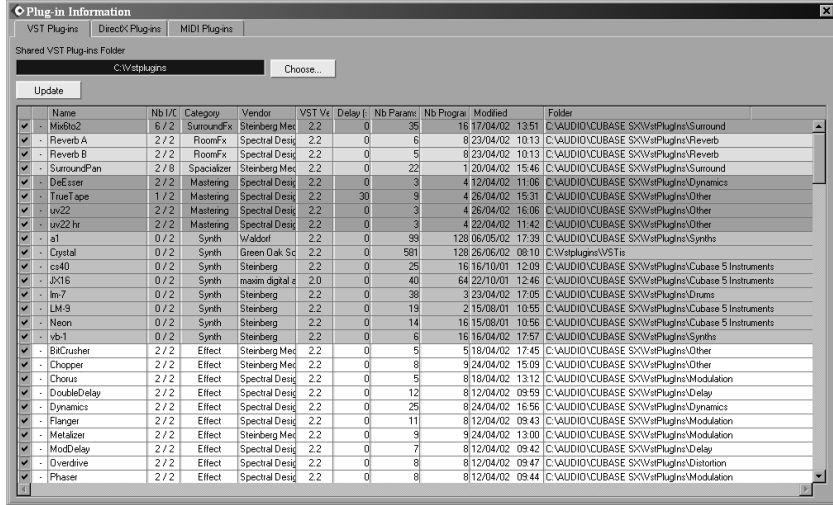 Plug-in Information
VST Plug-ins DirectX Plug-ins MIDI Plug-ins
Shared VST Plug-ins Folder
C:\Vstplugins Choose...
Update
Name Nb I/O Category Vendor VST Ve Delay (: Nb Params Nb Program Modified Folder
Mix6to2 6 / 2 SurroundFx Steinberg Med 2.2 0 35 16 17/04/02 13:51 C:\AUDIO\CUBASE SX\VstPlugIns\Surround
Reverb A 2 / 2 RoomFx Spectral Desig 2.2 0 6 8 23/04/02 10:13 C:\AUDIO\CUBASE SX\VstPlugIns\Reverb
Reverb B 2 / 2 RoomFx Spectral Desig 2.2 0 5 8 23/04/02 10:13 C:\AUDIO\CUBASE SX\VstPlugIns\Reverb
SurroundPan 2 / 8 Spacializer Steinberg Med 2.2 0 22 1 20/04/02 15:46 C:\AUDIO\CUBASE SX\VstPlugIns\Surround
DeEsser 2 / 2 Mastering Spectral Desig 2.2 0 3 4 12/04/02 11:06 C:\AUDIO\CUBASE SX\VstPlugIns\Dynamics
TrueTape 1 / 2 Mastering Spectral Desig 2.2 30 9 4 26/04/02 15:31 C:\AUDIO\CUBASE SX\VstPlugIns\Other
uv22 2 / 2 Mastering Spectral Desig 2.2 0 3 4 26/04/02 16:06 C:\AUDIO\CUBASE SX\VstPlugIns\Other
uv22 hr 2 / 2 Mastering Spectral Desig 2.2 0 3 4 22/04/02 11:42 C:\AUDIO\CUBASE SX\VstPlugIns\Other
a1 0 / 2 Synth Waldorf 2.2 0 99 128 06/05/02 17:39 C:\AUDIO\CUBASE SX\VstPlugIns\Synths
Crystal 0 / 2 Synth Green Oak So 2.2 0 581 128 26/06/02 08:10 C:\Vstplugins\VSTis
cs40 0 / 2 Synth Steinberg 2.2 0 25 16 16/10/01 12:09 C:\AUDIO\CUBASE SX\VstPlugIns\Cubase 5 Instruments
JX16 0 / 2 Synth maxim digital a 2.0 0 40 64 22/10/01 12:46 C:\AUDIO\CUBASE SX\VstPlugIns\Cubase 5 Instruments
lm-7 0 / 2 Synth Steinberg 2.2 0 38 3 23/04/02 17:05 C:\AUDIO\CUBASE SX\VstPlugIns\Drums
LM-9 0 / 2 Synth Steinberg 2.2 0 19 2 15/08/01 10:55 C:\AUDIO\CUBASE SX\VstPlugIns\Cubase 5 Instruments
Neon 0 / 2 Synth Steinberg 2.2 0 14 16 15/08/01 10:56 C:\AUDIO\CUBASE SX\VstPlugIns\Cubase 5 Instruments
vb-1 0 / 2 Synth Steinberg 2.2 0 6 16 16/04/02 17:57 C:\AUDIO\CUBASE SX\VstPlugIns\Synths
BitCrusher 2 / 2 Effect Steinberg Med 2.2 0 5 5 18/04/02 17:45 C:\AUDIO\CUBASE SX\VstPlugIns\Other
Chopper 2 / 2 Effect Steinberg Med 2.2 0 8 9 24/04/02 15:09 C:\AUDIO\CUBASE SX\VstPlugIns\Other
Chorus 2 / 2 Effect Spectral Desig 2.2 0 5 8 18/04/02 13:12 C:\AUDIO\CUBASE SX\VstPlugIns\Modulation
DoubleDelay 2 / 2 Effect Spectral Desig 2.2 0 12 8 12/04/02 09:59 C:\AUDIO\CUBASE SX\VstPlugIns\Delay
Dynamics 2 / 2 Effect Spectral Desig 2.2 0 25 8 24/04/02 16:56 C:\AUDIO\CUBASE SX\VstPlugIns\Dynamics
Flanger 2 / 2 Effect Spectral Desig 2.2 0 11 8 12/04/02 09:43 C:\AUDIO\CUBASE SX\VstPlugIns\Modulation
Metalizer 2 / 2 Effect Steinberg Med 2.2 0 9 9 24/04/02 13:00 C:\AUDIO\CUBASE SX\VstPlugIns\Modulation
ModDelay 2 / 2 Effect Spectral Desig 2.2 0 7 8 12/04/02 09:42 C:\AUDIO\CUBASE SX\VstPlugIns\Delay
Overdrive 2 / 2 Effect Spectral Desig 2.2 0 8 8 12/04/02 09:47 C:\AUDIO\CUBASE SX\VstPlugIns\Distortion
Phaser 2 / 2 Effect Spectral Desig 2.2 0 8 8 12/04/02 09:44 C:\AUDIO\CUBASE SX\VstPlugIns\Modulation